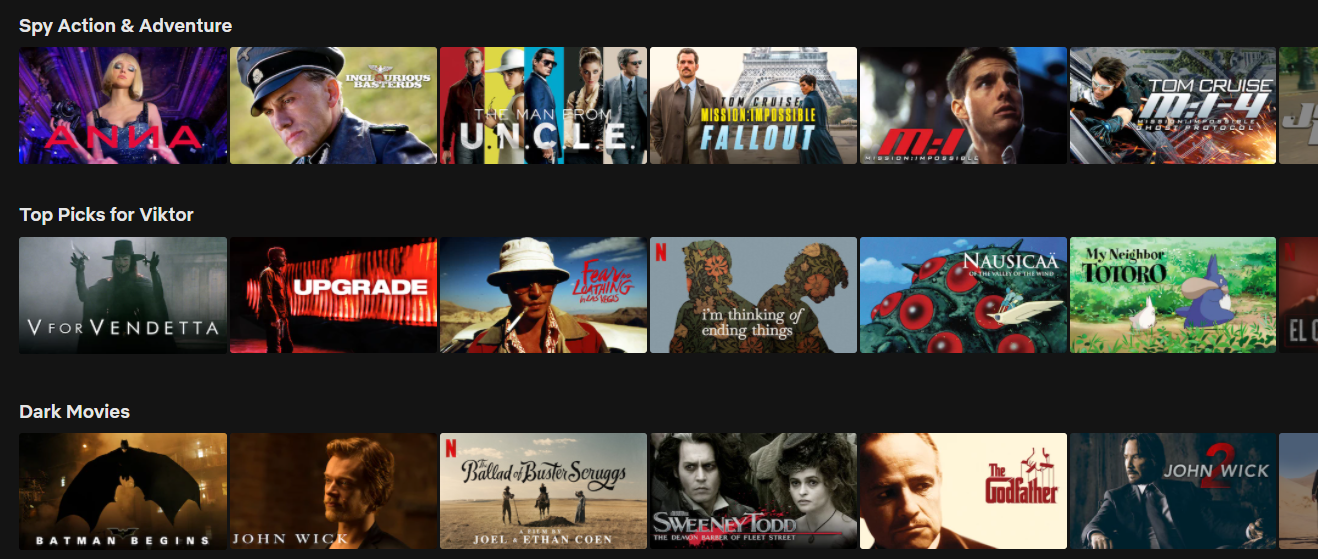 Spy Action & Adventure
ANNA
INGLOURIOUS
BASTERDS
THE MAN FROM
U.N.C.L.E.
TOM CRUISE
MISSION:IMPOSSIBLE
FALLOUT
M:I
MISSION:IMPOSSIBLE
TOM CRUISE
M:I-4
MISSION:IMPOSSIBLE
GHOST PROTOCOL
Top Picks for Viktor
V FOR VENDETTA
UPGRADE
Fear and
LOATHING
in LAS VEGAS
N
i'm thinking of
ending things
NAUSICAÄ
OF THE VALLEY OF THE WIND
My Neighbor
TOTORO
N
EL C
Dark Movies
BATMAN BEGINS
JOHN WICK
N
The
Ballad of Buster Scruggs
A FILM BY
JOEL & ETHAN COEN
SWEENEY TODD
THE DEMON BARBER OF FLEET STREET
The
Godfather
JOHN WICK
2